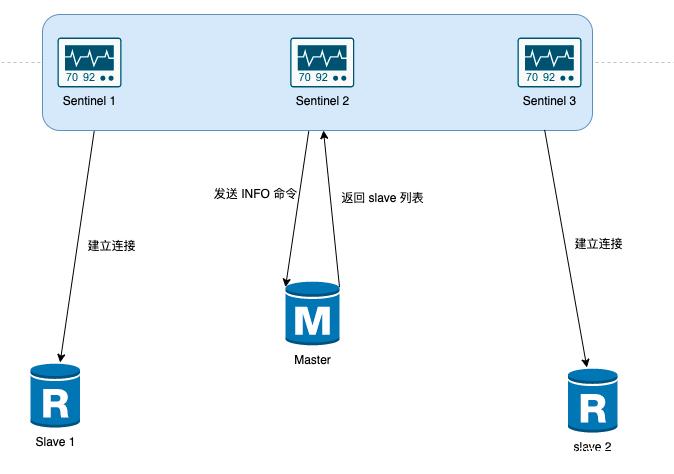 70 92
70 92
70 92
Sentinel 1
Sentinel 2
Sentinel 3
发送 INFO 命令
返回 slave 列表
建立连接
建立连接
M
Master
R
R
Slave 1
slave 2